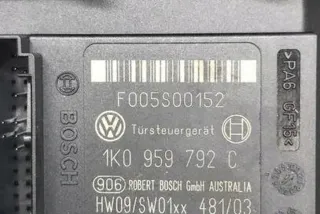 F005S00152
Türsteuergerät
1K0 959 792 C
906 ROBERT BOSCH GmbH AUSTRALIA
HW09/SW01xx 481/03
BOSCH
>PA6 GF15<